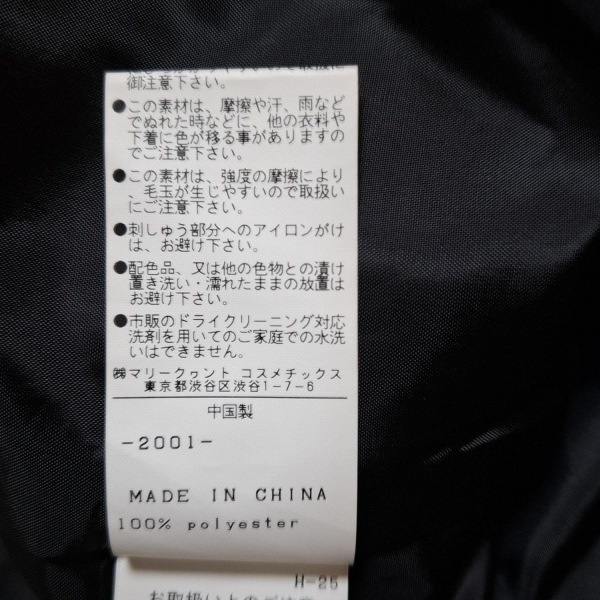 御注意下さい。
●この素材は、摩擦や汗、雨など
でぬれた時などに、他の衣料や
下着に色が移る事がありますの
でご注意下さい。
●この素材は、強度の摩擦により
、毛玉が生じやすいので取扱い
にご注意下さい。
●刺しゅう部分へのアイロンがけ
は、お避け下さい。
●配色品、又は他の色物との漬け
置き洗い・濡れたままの放置は
お避け下さい。
●市販のドライクリーニング対応
洗剤を用いてのご家庭での水洗
いはできません。
㈱マリークヮント コスメチックス
東京都渋谷区渋谷1-7-6
中国製
-2001-
MADE IN CHINA
100% polyester
H-25